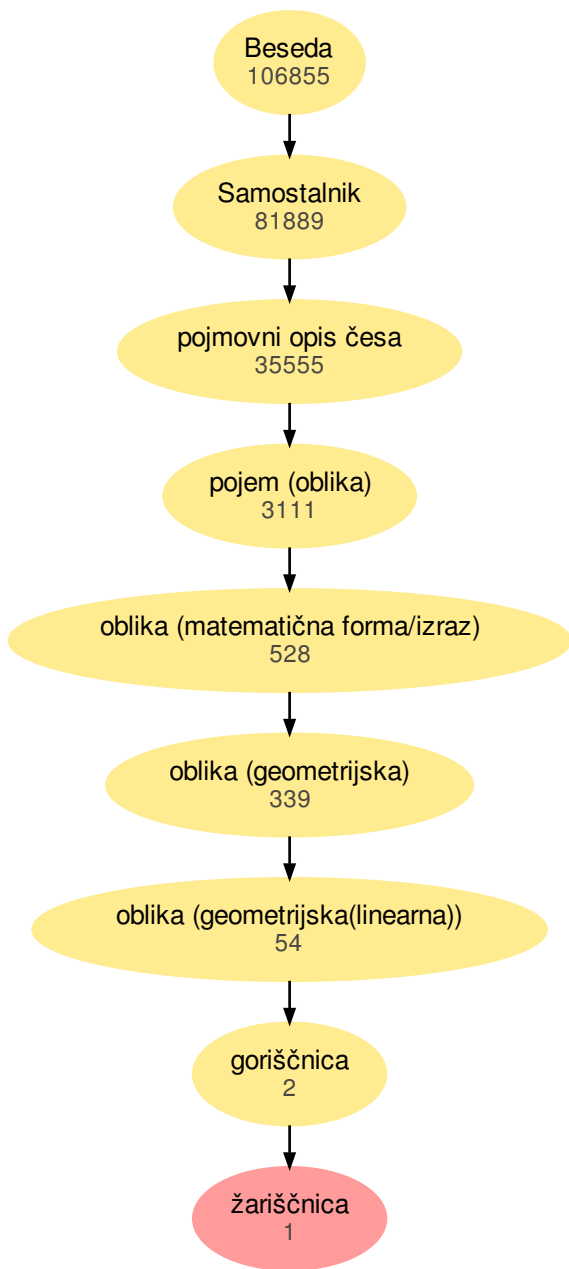 Beseda
106855
Samostalnik
81889
pojmovni opis česa
35555
pojem (oblika)
3111
oblika (matematična forma/izraz)
528
oblika (geometrijska)
339
oblika (geometrijska(linearna))
54
goriščnica
2
žariščnica
1